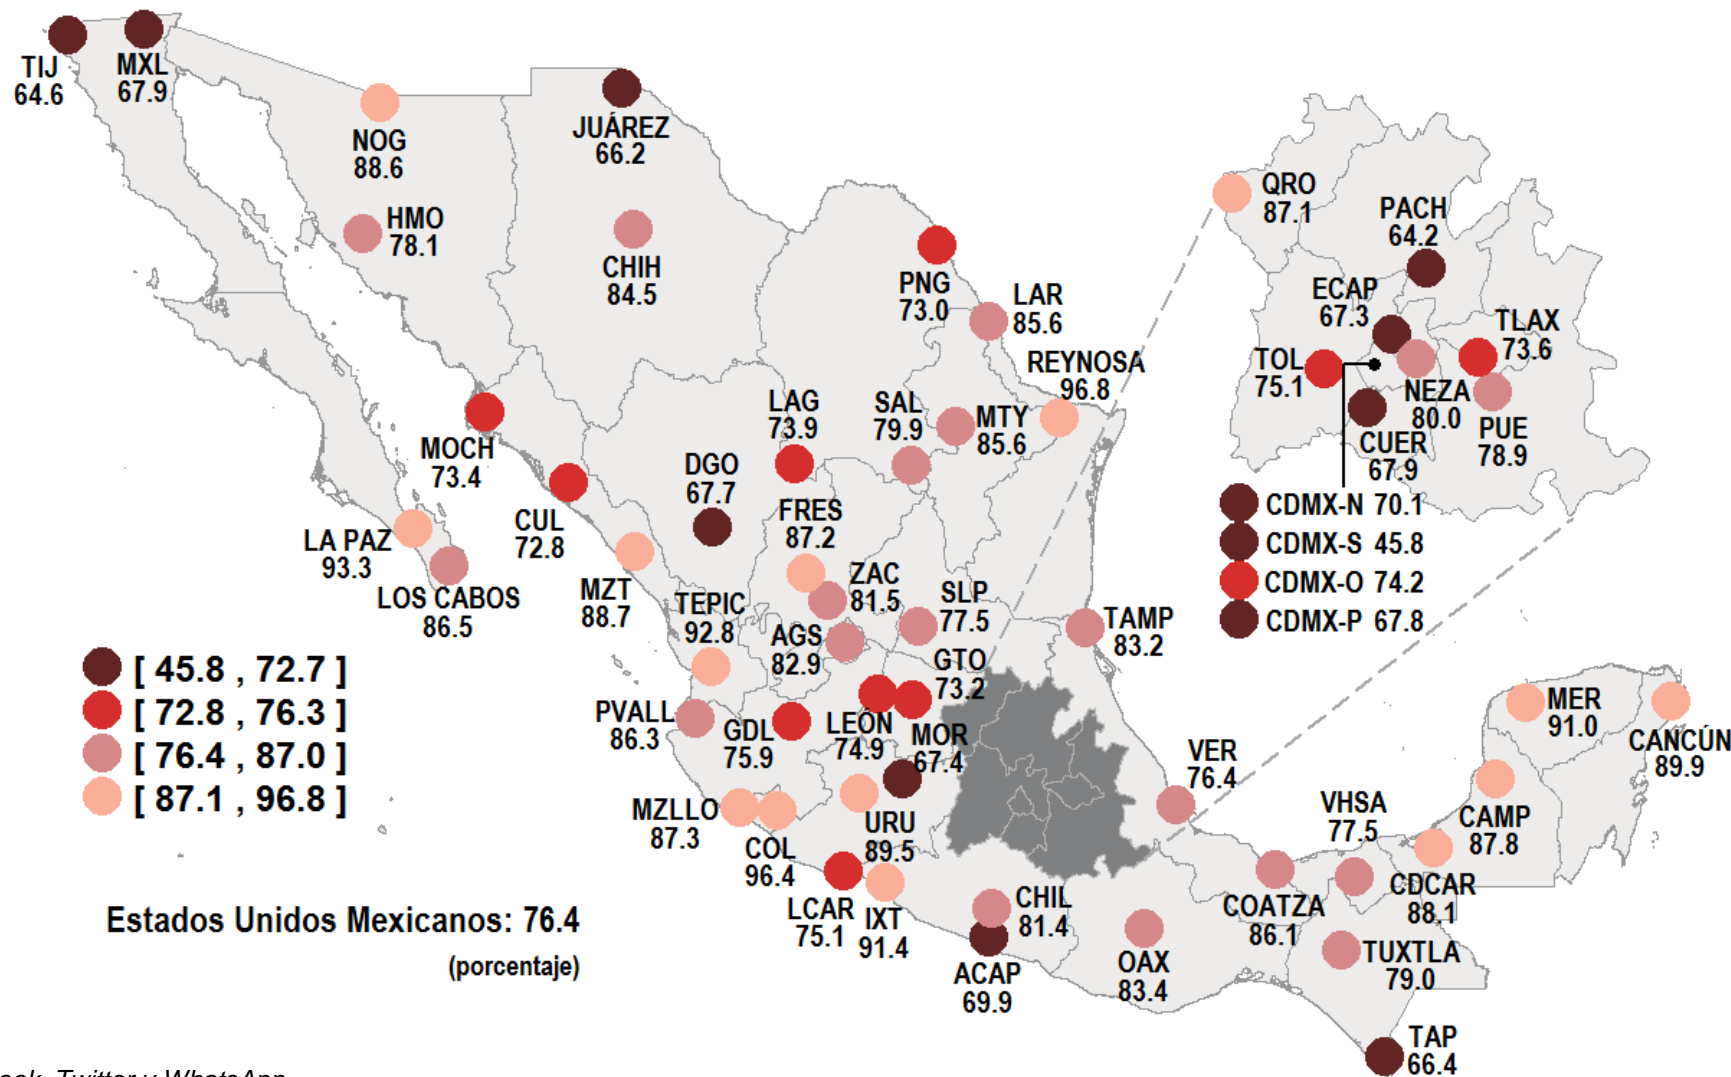 TIJ
64.6
MXL
67.9
NOG
88.6
HMO
78.1
JUÁREZ
66.2
CHIH
84.5
PNG
73.0
LAR
85.6
REYNOSA
96.8
MOCH
73.4
LAG
73.9
SAL
79.9
MTY
85.6
DGO
67.7
CUL
72.8
FRES
87.2
LA PAZ
93.3
LOS CABOS
86.5
MZT
88.7
TEPIC
92.8
ZAC
81.5
AGS
82.9
SLP
77.5
TAMP
83.2
GTO
73.2
PVALL
86.3
GDL
75.9
LEÓN
74.9
MOR
67.4
MZLLO
87.3
COL
96.4
URU
89.5
LCAR
75.1
IXT
91.4
CHIL
81.4
ACAP
69.9
OAX
83.4
VER
76.4
COATZA
86.1
VHSA
77.5
CDCAR
88.1
CAMP
87.8
MER
91.0
CANCÚN
89.9
TUXTLA
79.0
TAP
66.4
QRO
87.1
PACH
64.2
ECAP
67.3
TLAX
73.6
TOL
75.1
NEZA
80.0
PUE
78.9
CUER
67.9
CDMX-N 70.1
CDMX-S 45.8
CDMX-O 74.2
CDMX-P 67.8
[ 45.8 , 72.7 ]
[ 72.8 , 76.3 ]
[ 76.4 , 87.0 ]
[ 87.1 , 96.8 ]
Estados Unidos Mexicanos: 76.4
(porcentaje)
Twitter y WhatsApp